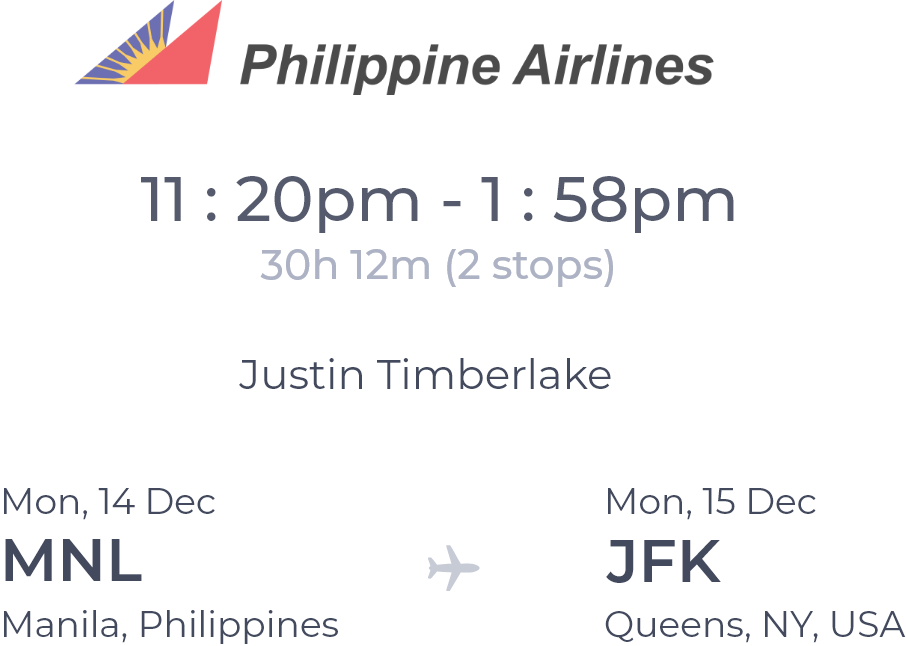 Philippine Airlines
11 : 20pm - 1 : 58pm
30h 12m (2 stops)
Justin Timberlake
Mon, 14 Dec
MNL
Manila, Philippines
Mon, 15 Dec
JFK
Queens, NY, USA